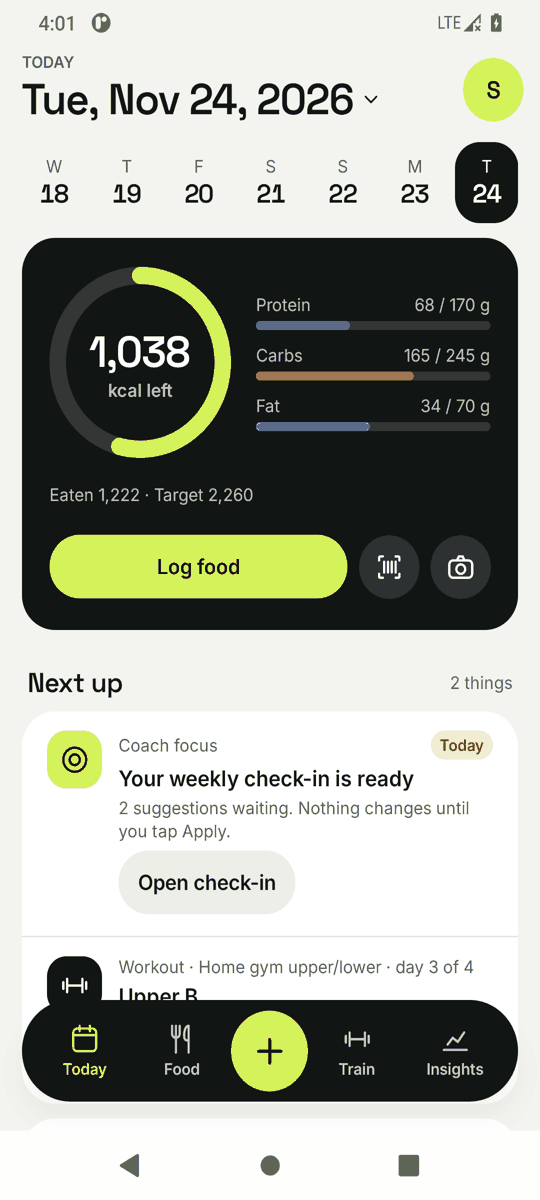 4:01
LTE
TODAY
Tue, Nov 24, 2026
S
W T F S S M T
18 19 20 21 22 23 24
1,038
kcal left
Protein 68 / 170 g
Carbs 165 / 245 g
Fat 34 / 70 g
Eaten 1,222 · Target 2,260
Log food
Next up
2 things
Coach focus
Today
Your weekly check-in is ready
2 suggestions waiting. Nothing changes until
you tap Apply.
Open check-in
Workout · Home gym upper/lower · day 3 of 4
Upper B
Today
Food
Train
Insights